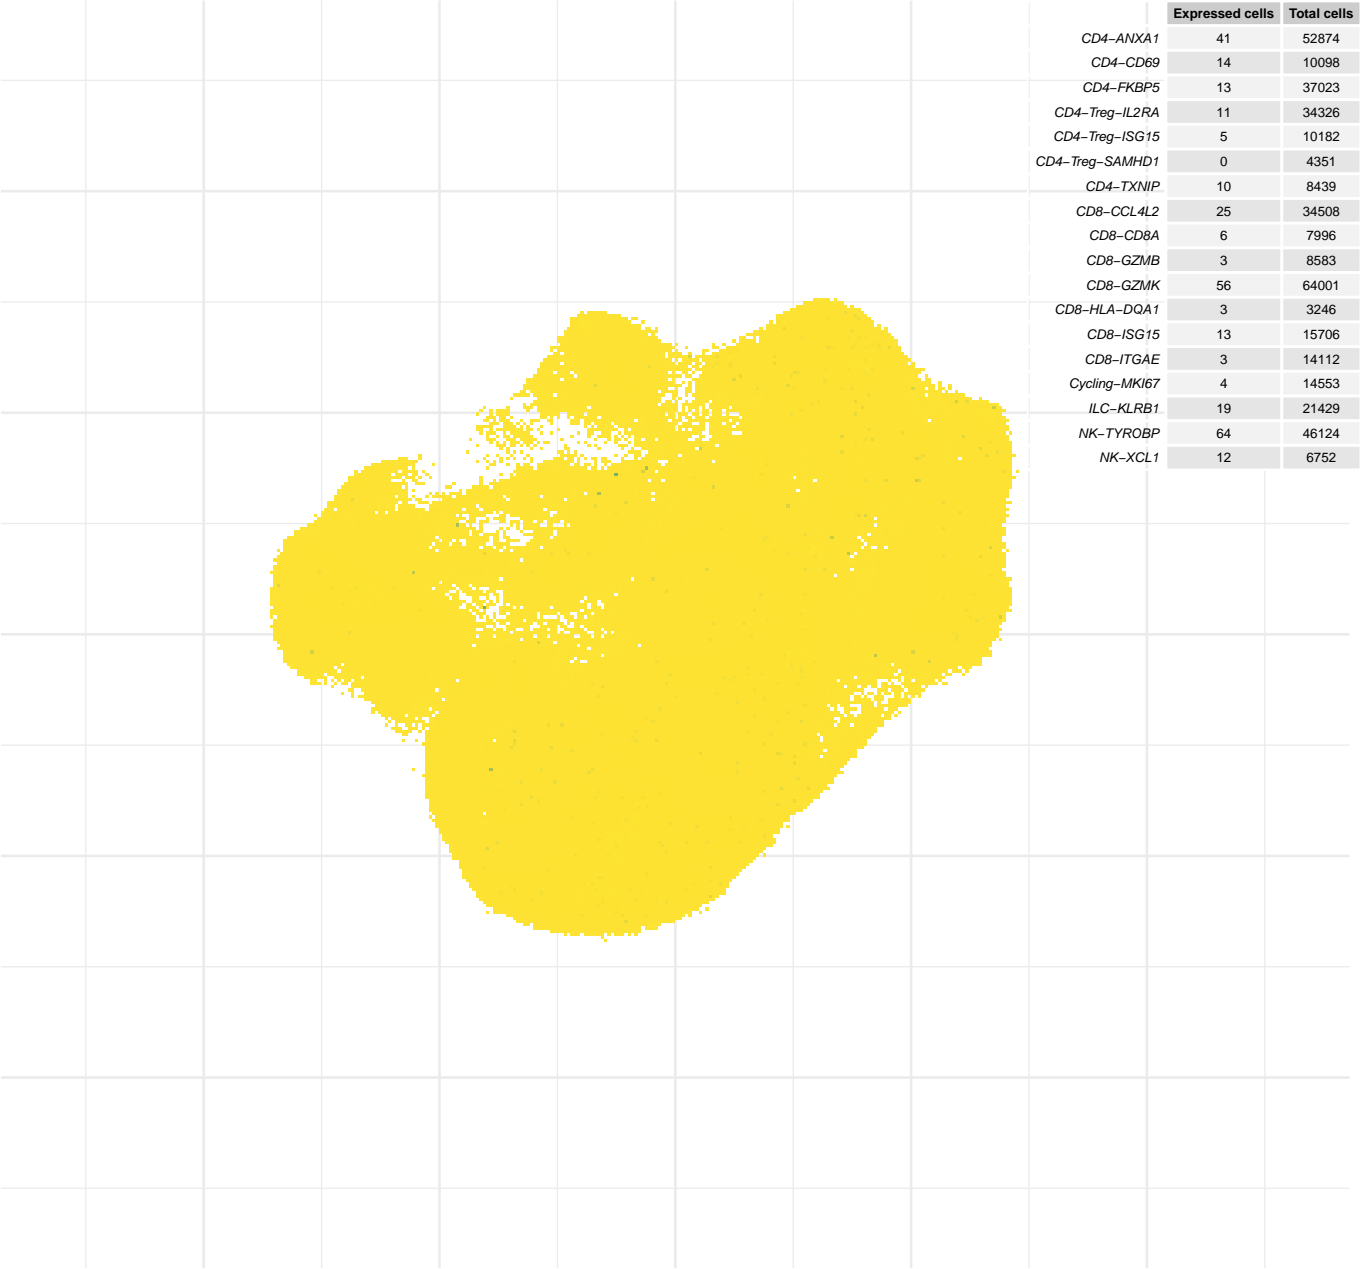 Expressed cells Total cells
CD4−ANXA1 41 52874
CD4−CD69 14 10098
CD4−FKBP5 13 37023
CD4−Treg−IL2RA 11 34326
CD4−Treg−ISG15 5 10182
CD4−Treg−SAMHD1 0 4351
CD4−TXNIP 10 8439
CD8−CCL4L2 25 34508
CD8−CD8A 6 7996
CD8−GZMB 3 8583
CD8−GZMK 56 64001
CD8−HLA−DQA1 3 3246
CD8−ISG15 13 15706
CD8−ITGAE 3 14112
Cycling−MKI67 4 14553
ILC−KLRB1 19 21429
NK−TYROBP 64 46124
NK−XCL1 12 6752